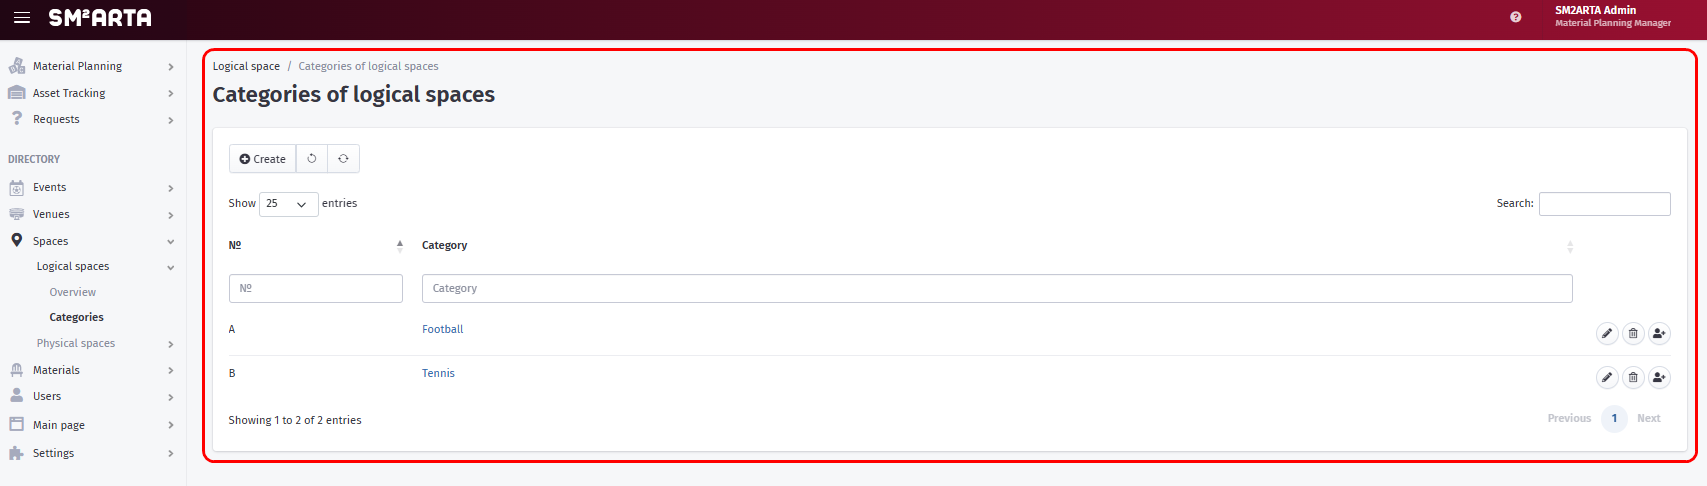 SM2ARTA
SM2ARTA Admin
Material Planning Manager
Material Planning
Asset Tracking
Requests
DIRECTORY
Events
Venues
Spaces
Logical spaces
Overview
Categories
Physical spaces
Materials
Users
Main page
Settings
Logical space / Categories of logical spaces
Categories of logical spaces
Create
Show 25 entries
Search:
№ Category
№ Category
A Football
B Tennis
Showing 1 to 2 of 2 entries
Previous 1 Next